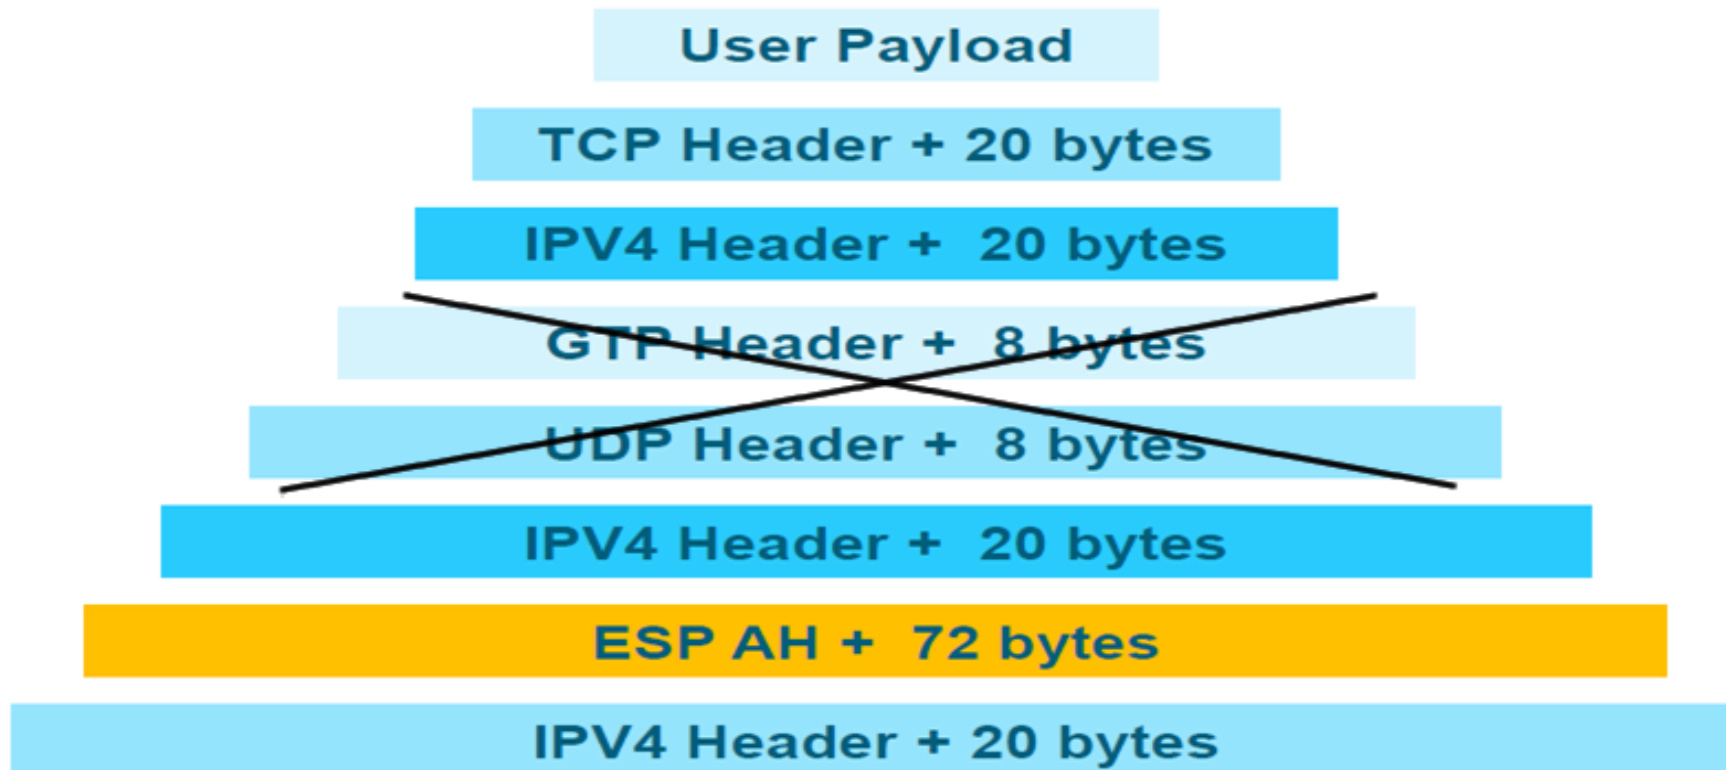 User Payload
TCP Header + 20 bytes
IPV4 Header + 20 bytes
GTP Header + 8 bytes
UDP Header + 8 bytes
IPV4 Header + 20 bytes
ESP AH + 72 bytes
IPV4 Header + 20 bytes